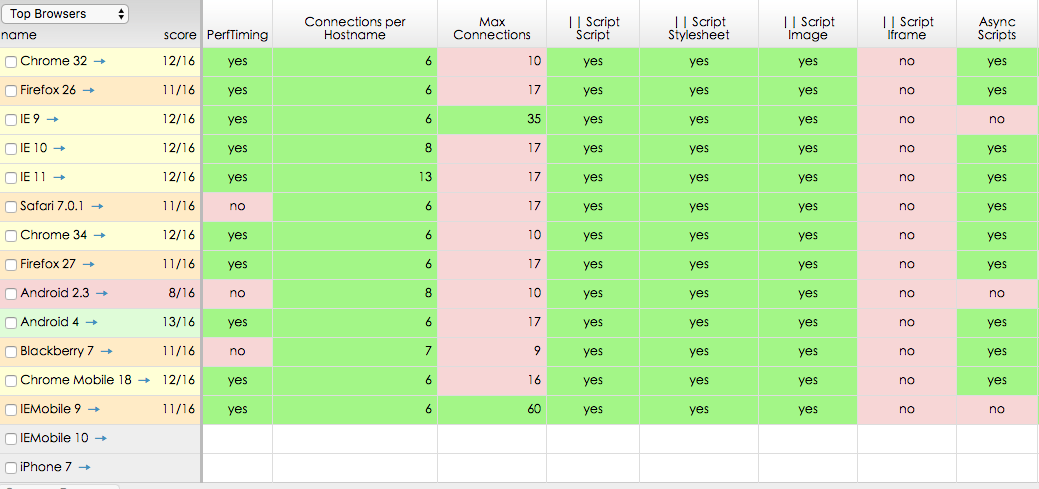 Top Browsers
name score PerfTiming Connections per Hostname Max Connections || Script Script || Script Stylesheet || Script Image || Script Iframe Async Scripts
Chrome 32 → 12/16 yes 6 10 yes yes yes no yes
Firefox 26 → 11/16 yes 6 17 yes yes yes no yes
IE 9 → 12/16 yes 6 35 yes yes yes no no
IE 10 → 12/16 yes 8 17 yes yes yes no yes
IE 11 → 12/16 yes 13 17 yes yes yes no yes
Safari 7.0.1 → 11/16 no 6 17 yes yes yes no yes
Chrome 34 → 12/16 yes 6 10 yes yes yes no yes
Firefox 27 → 11/16 yes 6 17 yes yes yes no yes
Android 2.3 → 8/16 no 8 10 yes yes yes no no
Android 4 → 13/16 yes 6 17 yes yes yes no yes
Blackberry 7 → 11/16 no 7 9 yes yes yes no yes
Chrome Mobile 18 → 12/16 yes 6 16 yes yes yes no yes
IEMobile 9 → 11/16 yes 6 60 yes yes yes no no
IEMobile 10 →
iPhone 7 →